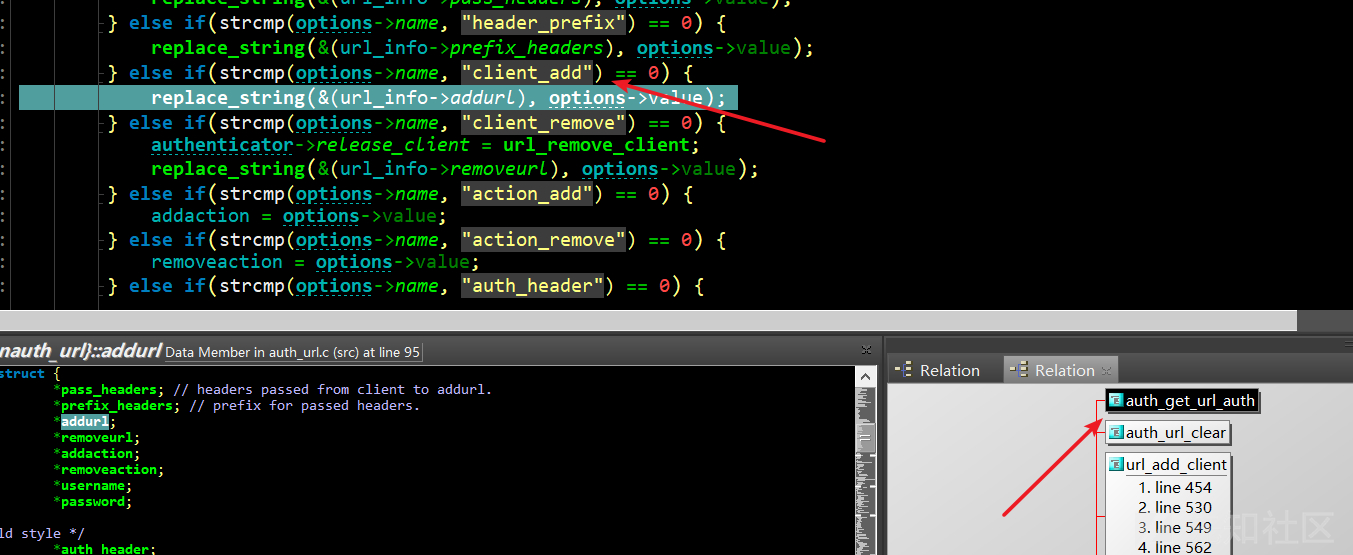 replace_string(&(url_info->pass_headers), options->value);
} else if(strcmp(options->name, "header_prefix") == 0) {
replace_string(&(url_info->prefix_headers), options->value);
} else if(strcmp(options->name, "client_add") == 0) {
replace_string(&(url_info->addurl), options->value);
} else if(strcmp(options->name, "client_remove") == 0) {
authenticator->release_client = url_remove_client;
replace_string(&(url_info->removeurl), options->value);
} else if(strcmp(options->name, "action_add") == 0) {
addaction = options->value;
} else if(strcmp(options->name, "action_remove") == 0) {
removeaction = options->value;
} else if(strcmp(options->name, "auth_header") == 0) {
nauth_url}::addurl Data Member in auth_url.c (src) at line 95
struct {
*pass_headers; // headers passed from client to addurl.
*prefix_headers; // prefix for passed headers.
*addurl;
*removeurl;
*addaction;
*removeaction;
*username;
*password;
ld style */
*auth_header;
Relation
Relation
auth_get_url_auth
auth_url_clear
url_add_client
1. line 454
2. line 530
3. line 549
4. line 562
知社区